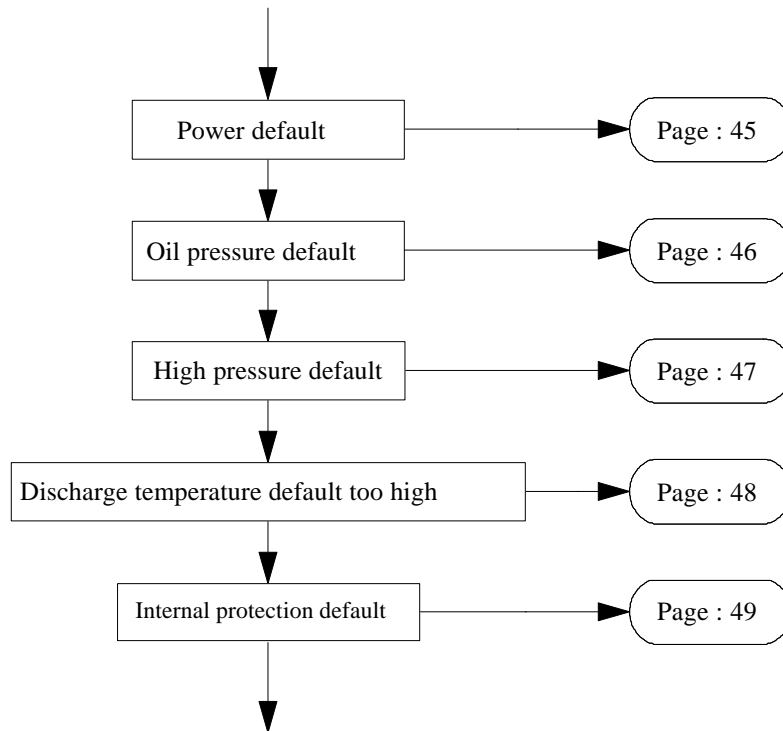 Power default
Page : 45
Oil pressure default
Page : 46
High pressure default
Page : 47
Discharge temperature default too high
Page : 48
Internal protection default
Page : 49